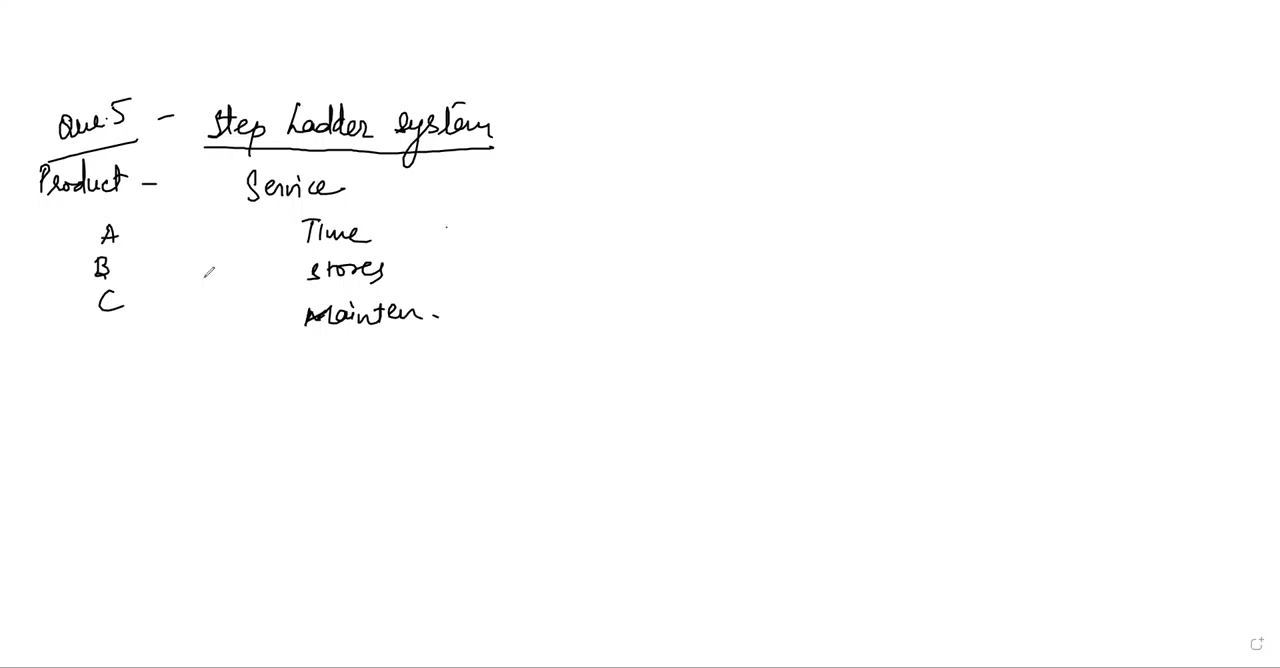 Que.5 - Step Ladder system
Product - Service
A Time
B Stores
C Mainten.